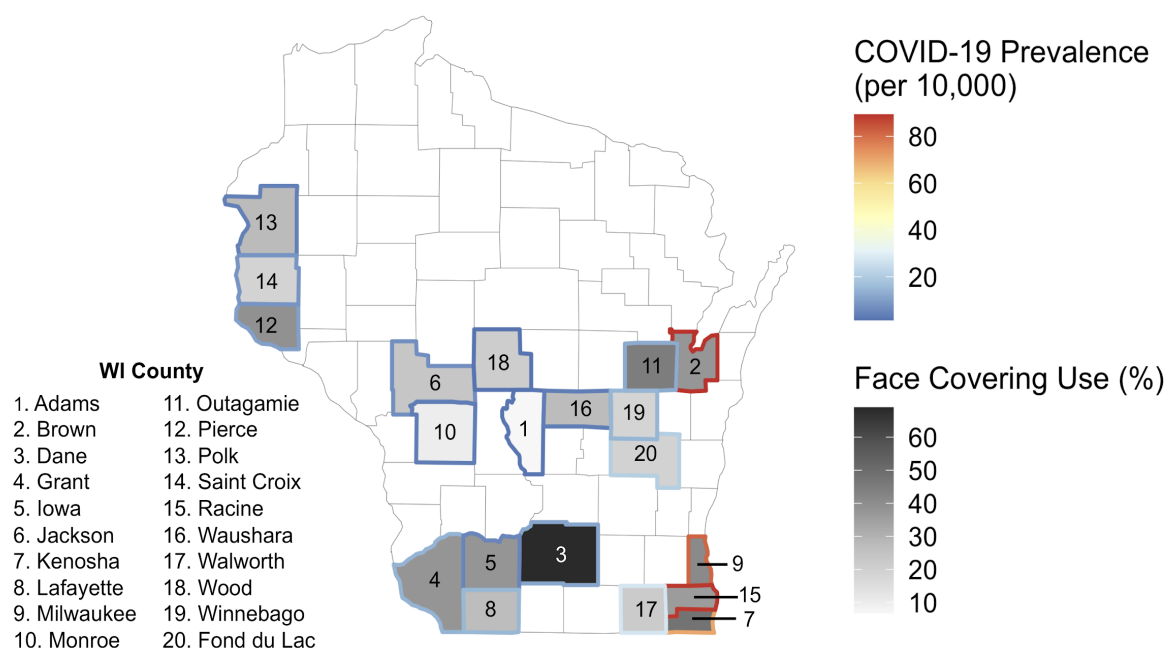 COVID-19 Prevalence
(per 10,000)
80
60
40
20
Face Covering Use (%)
60
50
40
30
20
10
13
14
12
18
6
11
2
16
19
10
1
20
3
5
4
9
15
8
17
7
WI County
1. Adams
2. Brown
3. Dane
4. Grant
5. Iowa
6. Jackson
7. Kenosha
8. Lafayette
9. Milwaukee
10. Monroe
11. Outagamie
12. Pierce
13. Polk
14. Saint Croix
15. Racine
16. Waushara
17. Walworth
18. Wood
19. Winnebago
20. Fond du Lac